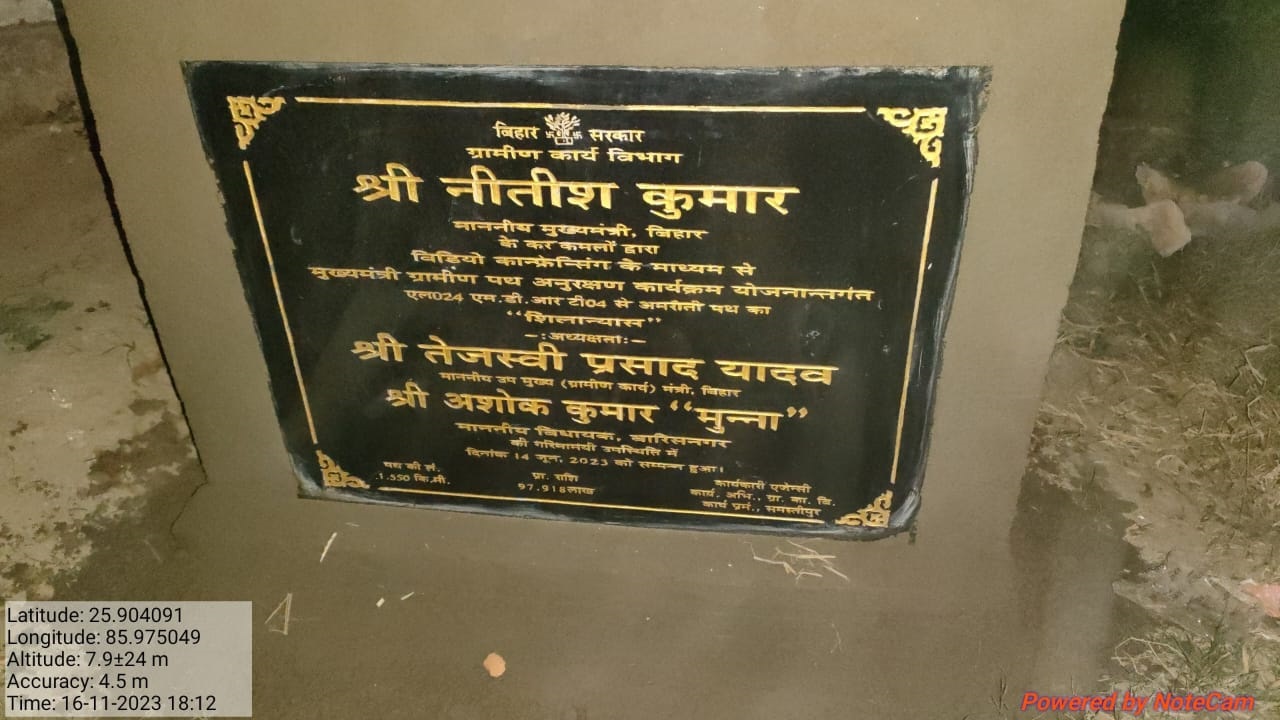 बिहार सरकार
ग्रामीण कार्य विभाग
श्री नीतीश कुमार
माननीय मुख्यमंत्री, बिहार
के कर कमलों द्वारा
विडियो कान्फ्रेन्सिंग के माध्यम से
मुख्यमंत्री ग्रामीण पथ अनुरक्षण कार्यक्रम योजनान्तर्गत
एल024 एम.डी.आर टी04 से अमरौती पथ का
“शिलान्यास”
-:अध्यक्षता:-
श्री तेजस्वी प्रसाद यादव
माननीय उप मुख्य (ग्रामीण कार्य) मंत्री, बिहार
श्री अशोक कुमार “मुन्ना”
माननीय विधायक, वारिसनगर
की गरिमामयी उपस्थिति में
दिनांक 14 जून, 2023 को सम्पन्न हुआ।
पथ की लं.
1.550 कि.मी.
प्रा. राशि
97.918लाख
कार्यकारी एजेन्सी
कार्य. अभि., ग्रा. का. वि.
कार्य प्रमं., समस्तीपुर
Latitude: 25.904091
Longitude: 85.975049
Altitude: 7.9±24 m
Accuracy: 4.5 m
Time: 16-11-2023 18:12
Powered by NoteCam